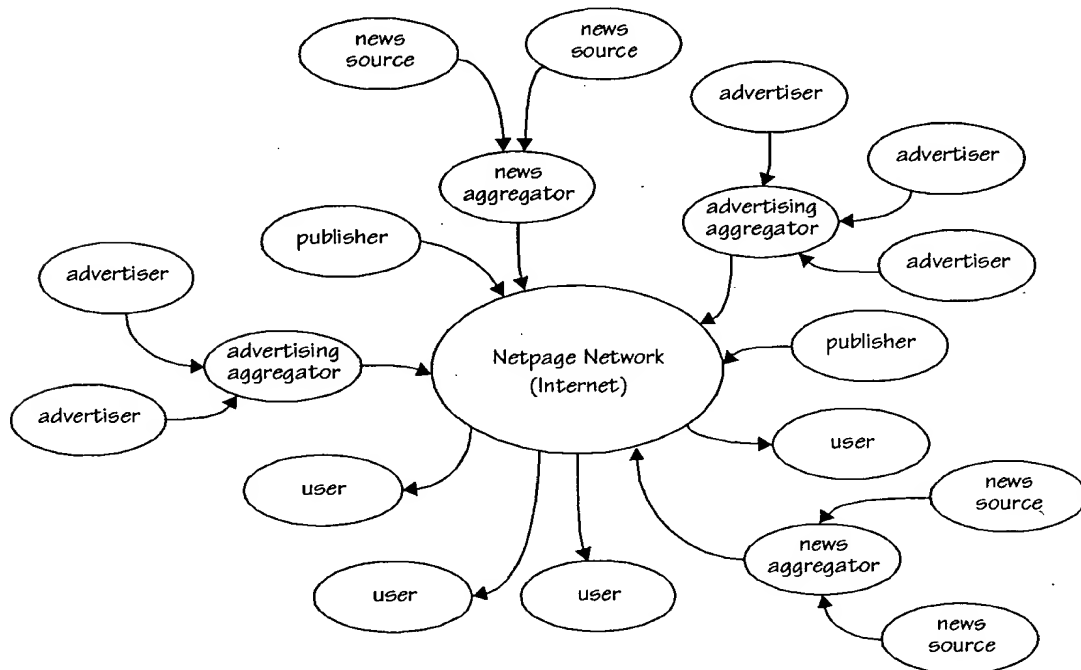 news
source
news
source
advertiser
advertiser
news
aggregator
advertising
aggregator
publisher
advertiser
advertiser
publisher
Netpage Network
(Internet)
advertising
aggregator
advertiser
user
user
news
source
news
aggregator
user
user
news
source